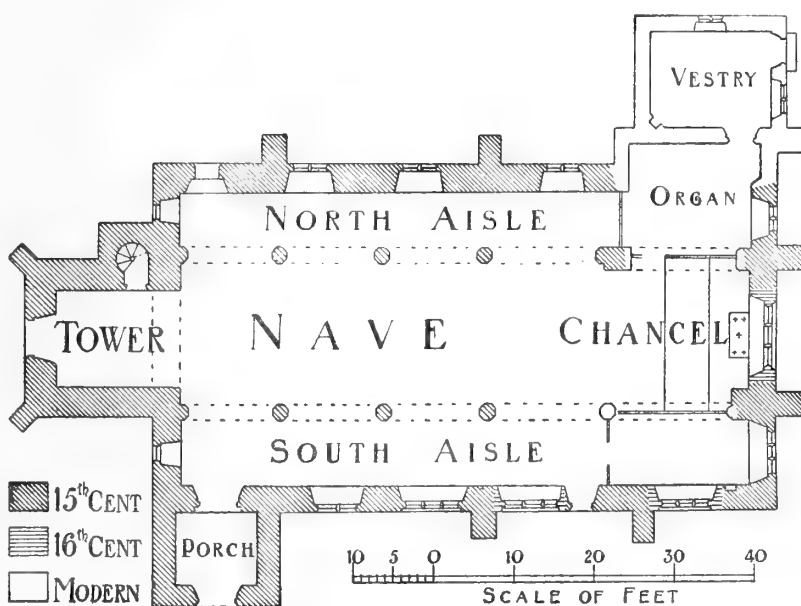 VESTRY
ORGAN
NORTH AISLE
TOWER
NAVE
CHANCEL
SOUTH AISLE
PORCH
15th CENT
16th CENT
MODERN
10 5 0 10 20 30 40
SCALE OF FEET